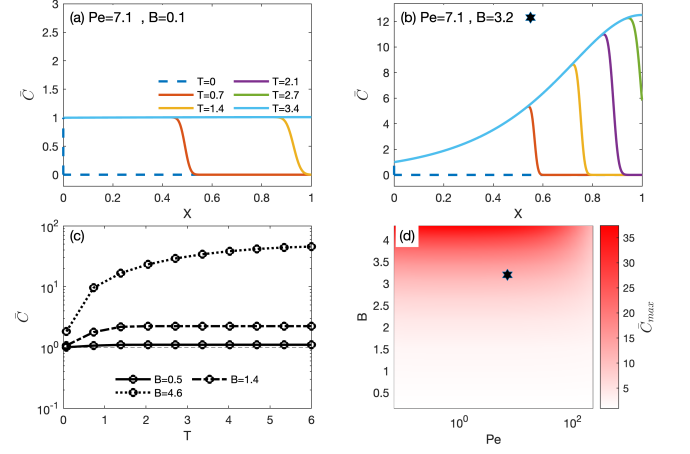 (a) Pe=7.1 , B=0.1
3
2.5
2
1.5
1
0.5
0
C̄
T=0
T=0.7
T=1.4
T=2.1
T=2.7
T=3.4
0 0.2 0.4 0.6 0.8 1
X
(b) Pe=7.1 , B=3.2
12
10
8
6
4
2
0
C̄
0 0.2 0.4 0.6 0.8 1
X
(c)
10²
10¹
10⁰
10⁻¹
C̄
B=0.5
B=1.4
B=4.6
0 1 2 3 4 5 6
T
(d)
4
3.5
3
2.5
2
1.5
1
0.5
B
10⁰ 10²
Pe
35
30
25
20
15
10
5
C̄max